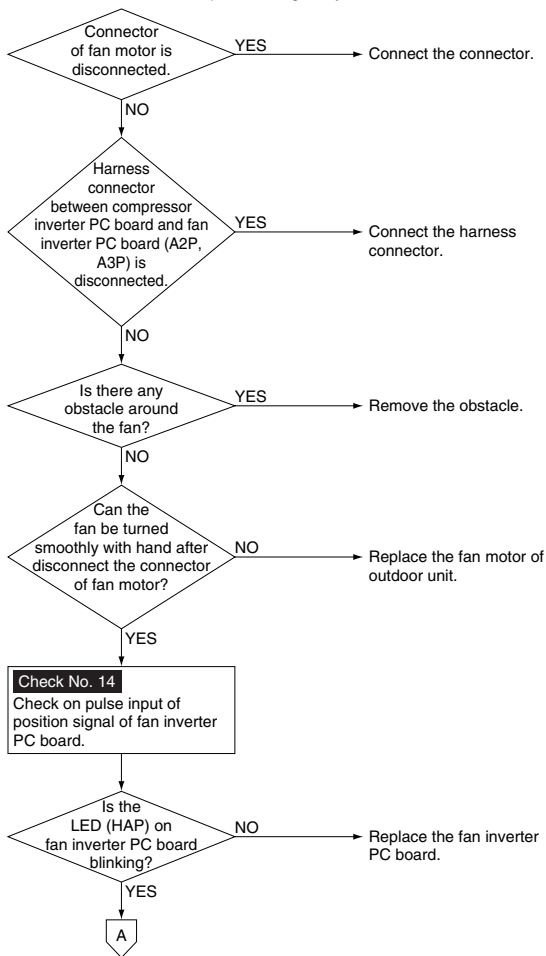 Connector
of fan motor is
disconnected.
YES
Connect the connector.
NO
Harness
connector
between compressor
inverter PC board and fan
inverter PC board (A2P,
A3P) is
disconnected.
YES
Connect the harness
connector.
NO
Is there any
obstacle around
the fan?
YES
Remove the obstacle.
NO
Can the
fan be turned
smoothly with hand after
disconnect the connector
of fan motor?
NO
Replace the fan motor of
outdoor unit.
YES
Check No. 14
Check on pulse input of
position signal of fan inverter
PC board.
Is the
LED (HAP) on
fan inverter PC board
blinking?
NO
Replace the fan inverter
PC board.
YES
A